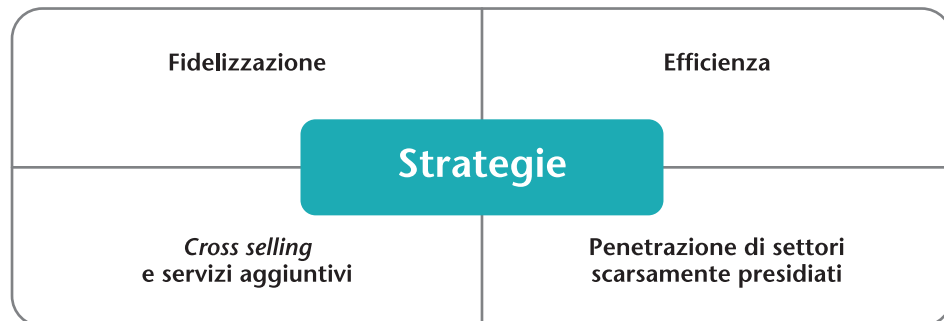 Fidelizzazione
Efficienza
Strategie
Cross selling
e servizi aggiuntivi
Penetrazione di settori
scarsamente presidiati